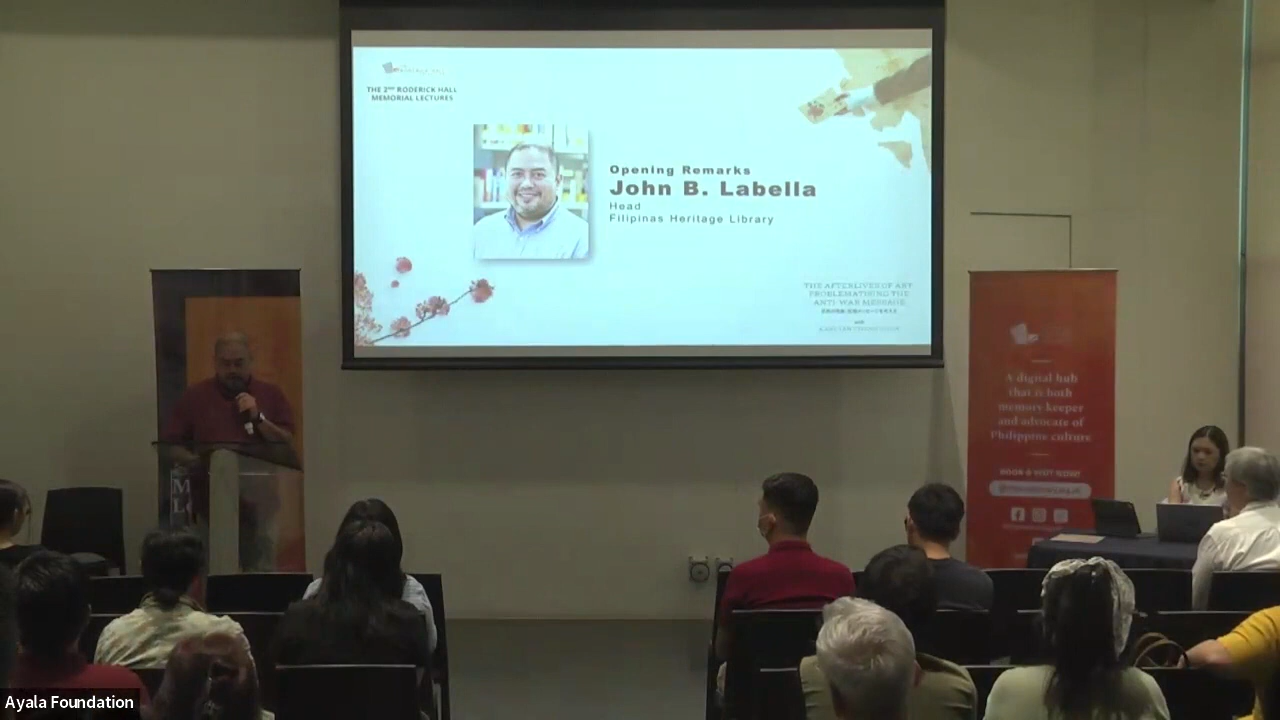 THE 2ND RODERICK HALL
MEMORIAL LECTURES
Opening Remarks
John B. Labella
Head
Filipinas Heritage Library
THE AFTERLIVES OF ART
PROBLEMATISING THE
ANTI-WAR MESSAGE
with
A digital hub
that is both
memory keeper
and advocate of
Philippine culture
BOOK A VISIT NOW!
Ayala Foundation